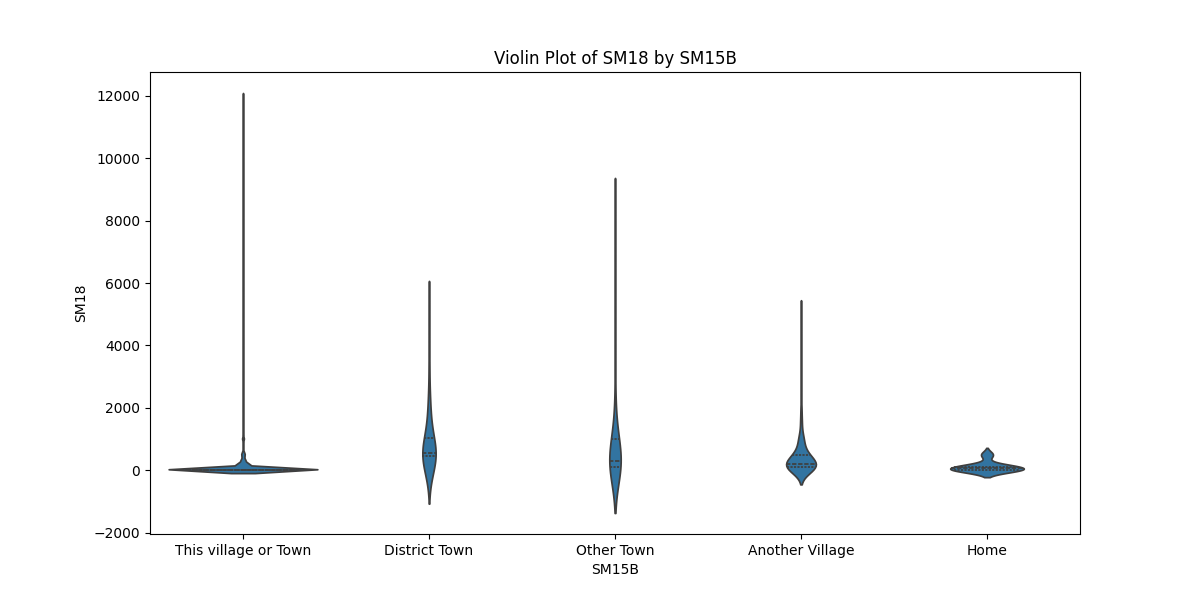 Violin Plot of SM18 by SM15B
12000
10000
8000
6000
4000
2000
0
−2000
SM18
This village or Town
District Town
Other Town
Another Village
Home
SM15B